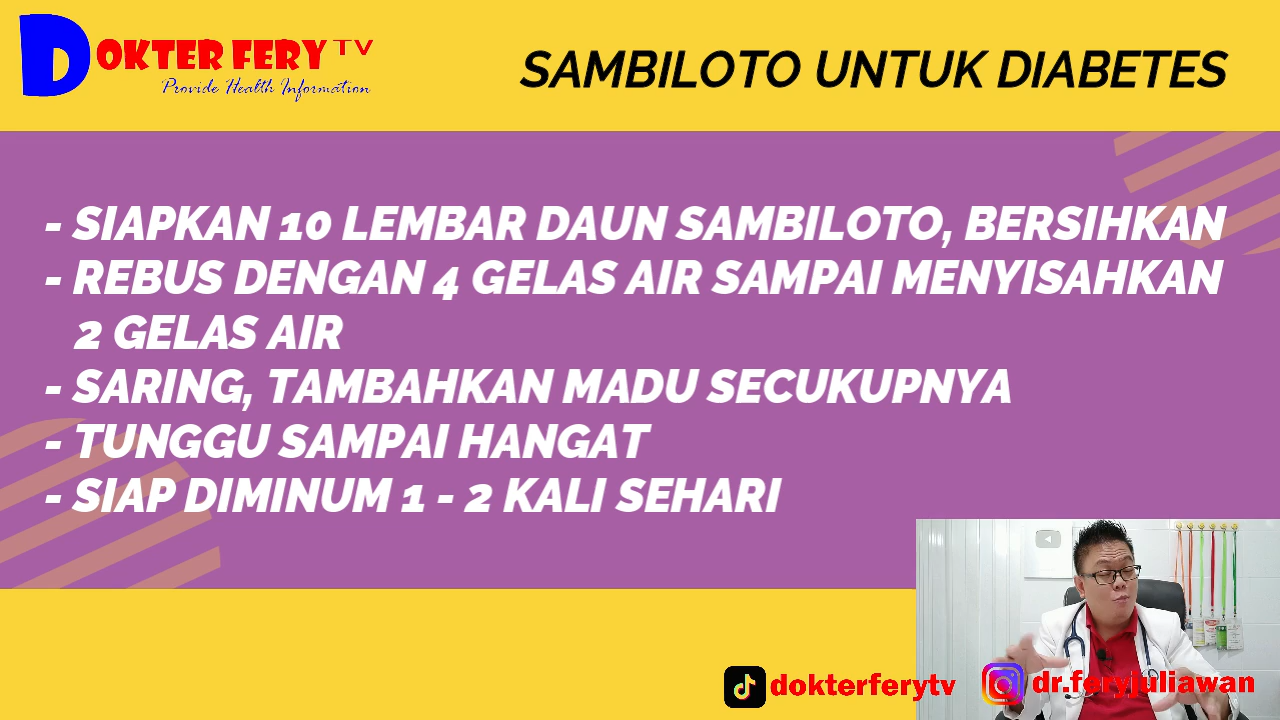 DOKTER FERY TV
Provide Health Information
SAMBILOTO UNTUK DIABETES
- SIAPKAN 10 LEMBAR DAUN SAMBILOTO, BERSIHKAN
- REBUS DENGAN 4 GELAS AIR SAMPAI MENYISAHKAN
2 GELAS AIR
- SARING, TAMBAHKAN MADU SECUKUPNYA
- TUNGGU SAMPAI HANGAT
- SIAP DIMINUM 1 - 2 KALI SEHARI
dokterferytv
dr.feryjuliawan